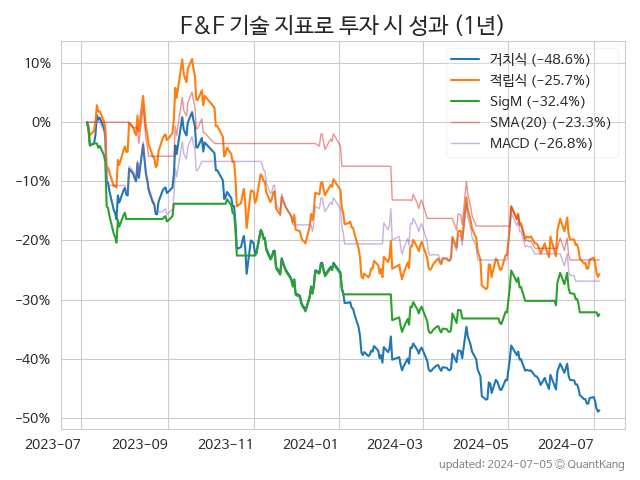 F&F 기술 지표로 투자 시 성과 (1년)
거치식 (−48.6%)
적립식 (−25.7%)
SigM (−32.4%)
SMA(20) (−23.3%)
MACD (−26.8%)
10%
0%
−10%
−20%
−30%
−40%
−50%
2023-07 2023-09 2023-11 2024-01 2024-03 2024-05 2024-07
updated: 2024-07-05 © QuantKang